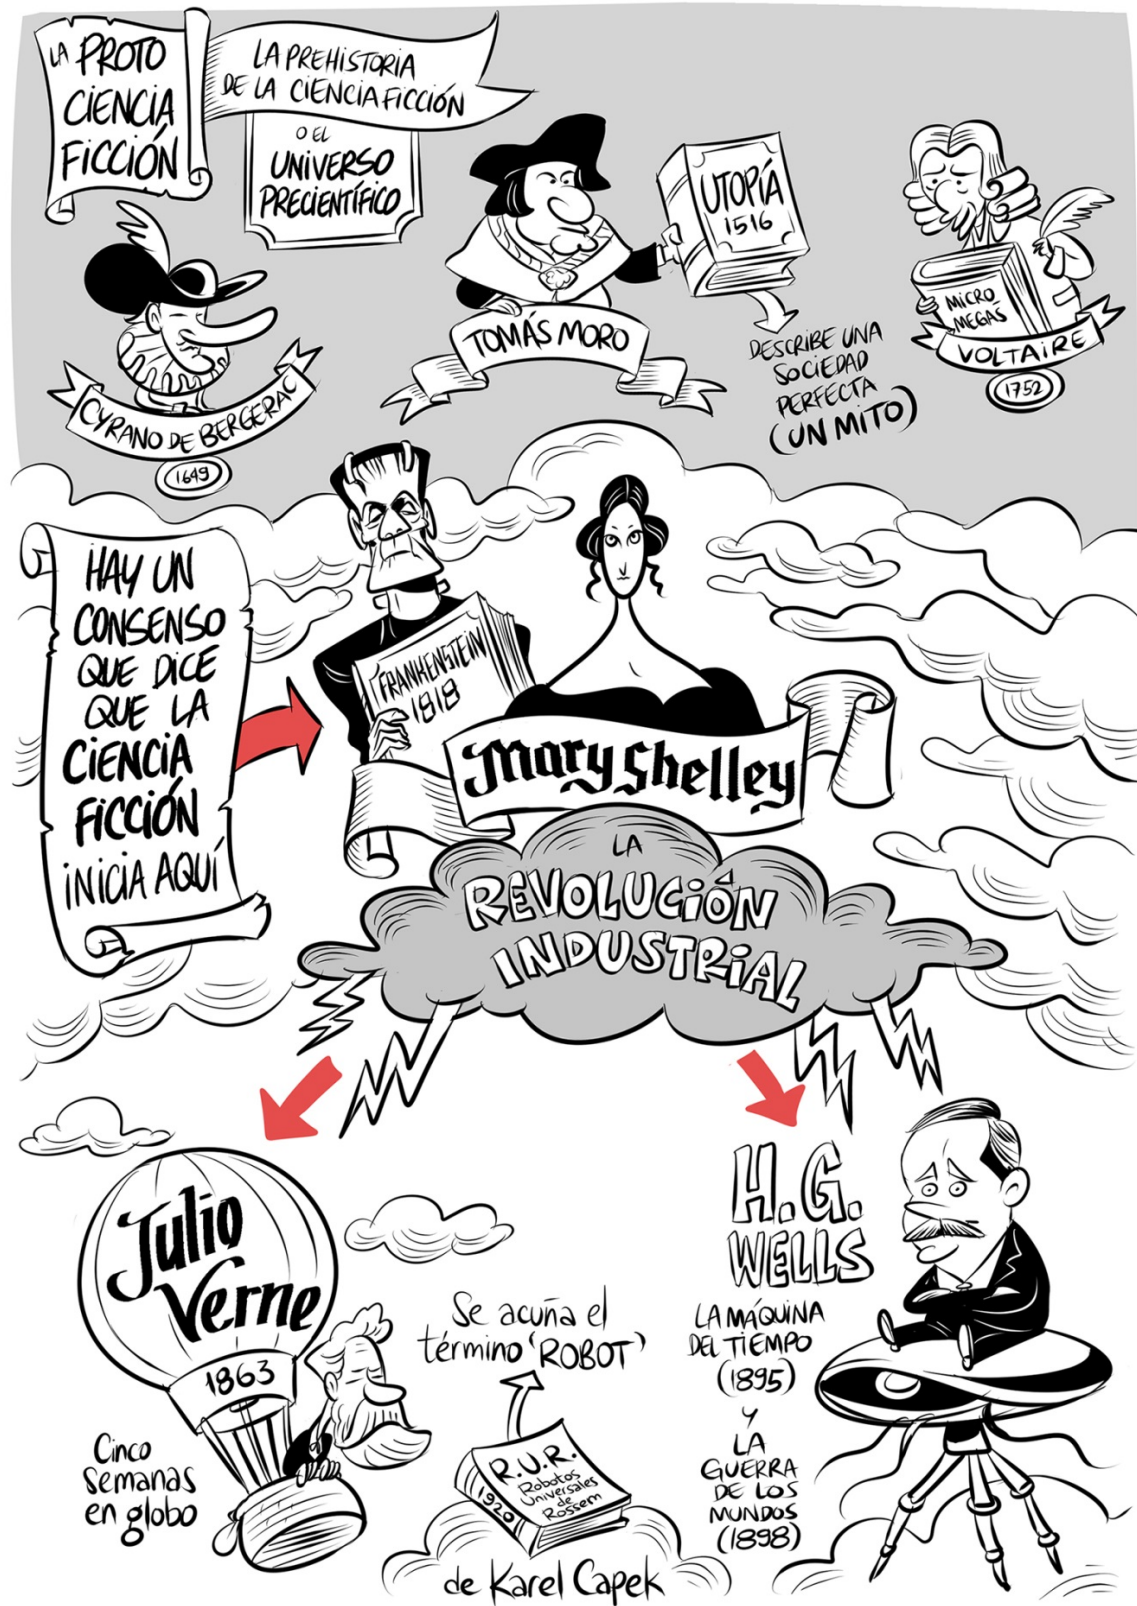 LA PROTO
CIENCIA
FICCIÓN
LA PREHISTORIA
DE LA CIENCIA FICCIÓN
O EL
UNIVERSO
PRECIENTÍFICO
CYRANO DE BERGERAC
1649
TOMÁS MORO
UTOPÍA
1516
DESCRIBE UNA
SOCIEDAD
PERFECTA
(UN MITO)
MICRO
MEGAS
VOLTAIRE
1752
HAY UN
CONSENSO
QUE DICE
QUE LA
CIENCIA
FICCIÓN
INICIA AQUÍ
FRANKENSTEIN
1818
Mary Shelley
LA
REVOLUCIÓN
INDUSTRIAL
Julio
Verne
1863
Cinco
semanas
en globo
Se acuña el
término 'ROBOT'
R.U.R.
Robotos
Universales
de
Rossem
1920
de Karel Capek
H.G.
WELLS
LA MÁQUINA
DEL TIEMPO
(1895)
Y
LA
GUERRA
DE LOS
MUNDOS
(1898)